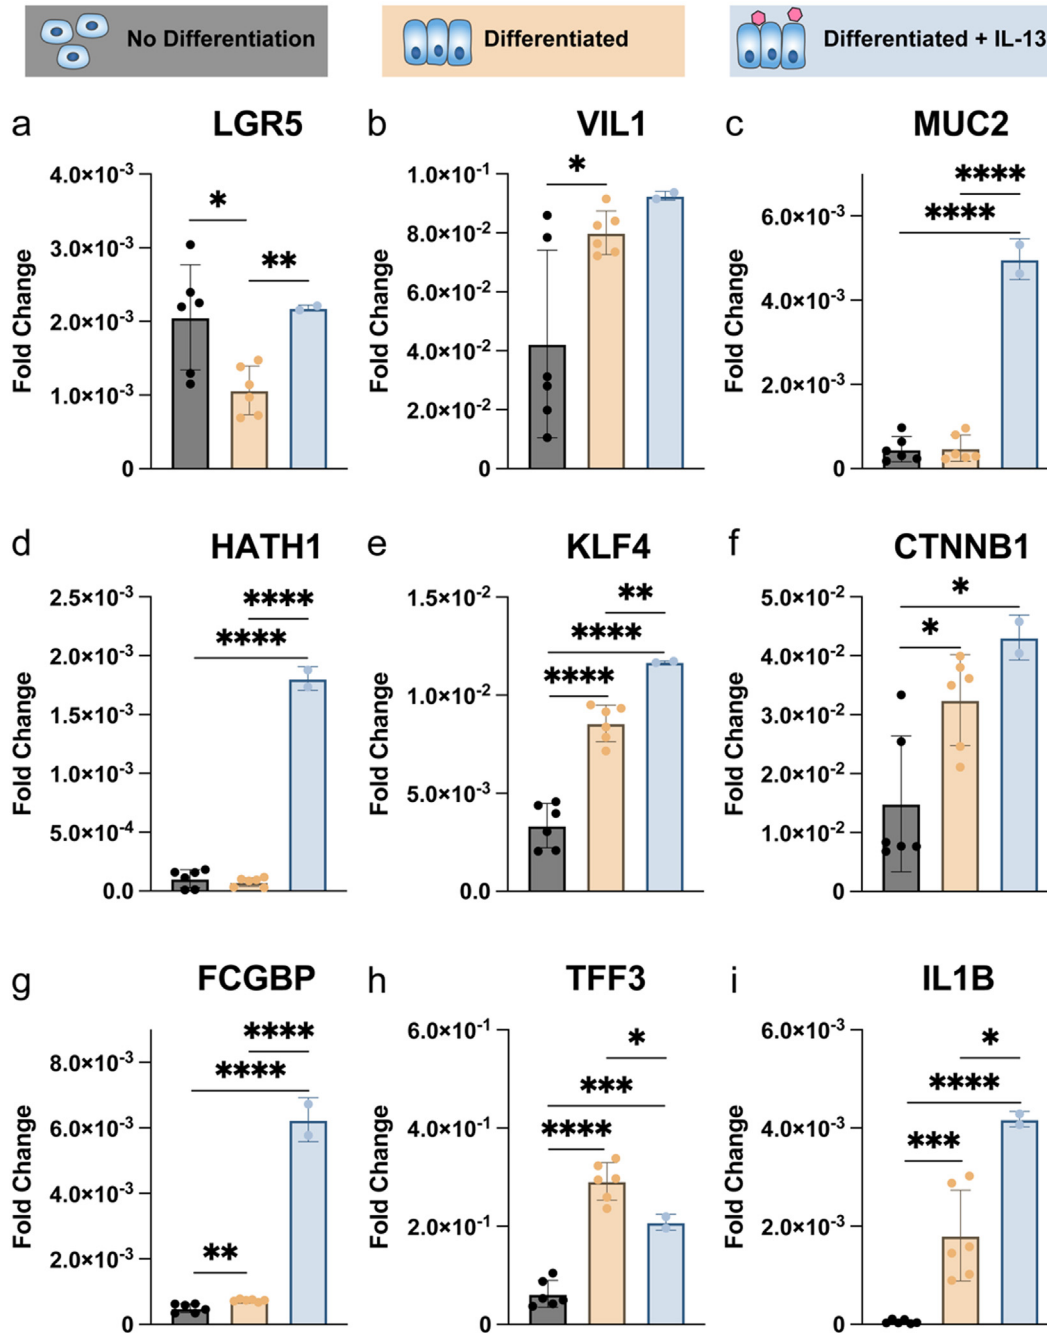 No Differentiation
Differentiated
Differentiated + IL-13
a
LGR5
Fold Change
4.0×10⁻³
3.0×10⁻³
2.0×10⁻³
1.0×10⁻³
0
*
**
b
VIL1
Fold Change
1.0×10⁻¹
8.0×10⁻²
6.0×10⁻²
4.0×10⁻²
2.0×10⁻²
0
*
c
MUC2
Fold Change
6.0×10⁻³
4.0×10⁻³
2.0×10⁻³
0
****
****
d
HATH1
Fold Change
2.5×10⁻³
2.0×10⁻³
1.5×10⁻³
1.0×10⁻³
5.0×10⁻⁴
0.0
****
****
e
KLF4
Fold Change
1.5×10⁻²
1.0×10⁻²
5.0×10⁻³
0.0
**
****
****
f
CTNNB1
Fold Change
5.0×10⁻²
4.0×10⁻²
3.0×10⁻²
2.0×10⁻²
1.0×10⁻²
0
*
*
g
FCGBP
Fold Change
8.0×10⁻³
6.0×10⁻³
4.0×10⁻³
2.0×10⁻³
0
****
****
**
h
TFF3
Fold Change
6.0×10⁻¹
4.0×10⁻¹
2.0×10⁻¹
0
*
***
****
i
IL1B
Fold Change
6.0×10⁻³
4.0×10⁻³
2.0×10⁻³
0
*
****
***